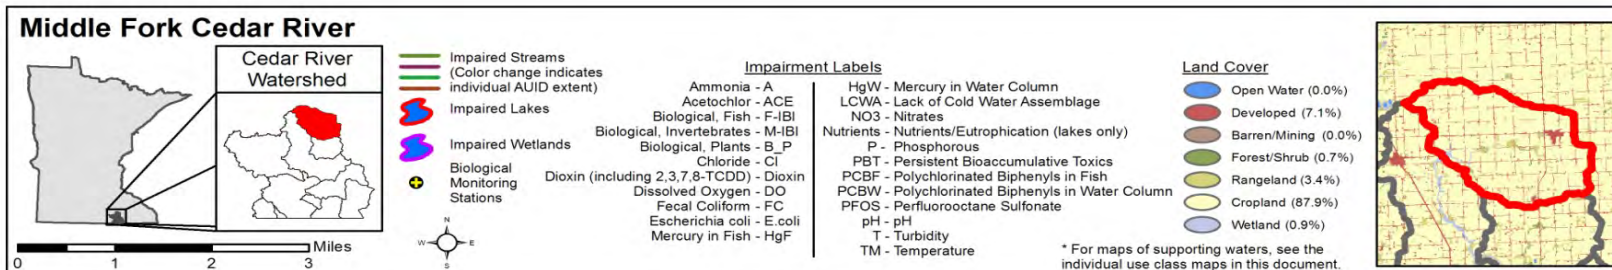 Middle Fork Cedar River
Cedar River
Watershed
0 1 2 3 Miles
Impaired Streams
(Color change indicates
individual AUID extent)
Impaired Lakes
Impaired Wetlands
Biological
Monitoring
Stations
N
W E
S
Impairment Labels
Ammonia - A
Acetochlor - ACE
Biological, Fish - F-IBI
Biological, Invertebrates - M-IBI
Biological, Plants - B_P
Chloride - Cl
Dioxin (including 2,3,7,8-TCDD) - Dioxin
Dissolved Oxygen - DO
Fecal Coliform - FC
Escherichia coli - E.coli
Mercury in Fish - HgF
HgW - Mercury in Water Column
LCWA - Lack of Cold Water Assemblage
NO3 - Nitrates
Nutrients - Nutrients/Eutrophication (lakes only)
P - Phosphorous
PBT - Persistent Bioaccumulative Toxics
PCBF - Polychlorinated Biphenyls in Fish
PCBW - Polychlorinated Biphenyls in Water Column
PFOS - Perfluorooctane Sulfonate
pH - pH
T - Turbidity
TM - Temperature
Land Cover
Open Water (0.0%)
Developed (7.1%)
Barren/Mining (0.0%)
Forest/Shrub (0.7%)
Rangeland (3.4%)
Cropland (87.9%)
Wetland (0.9%)
* For maps of supporting waters, see the
individual use class maps in this document.